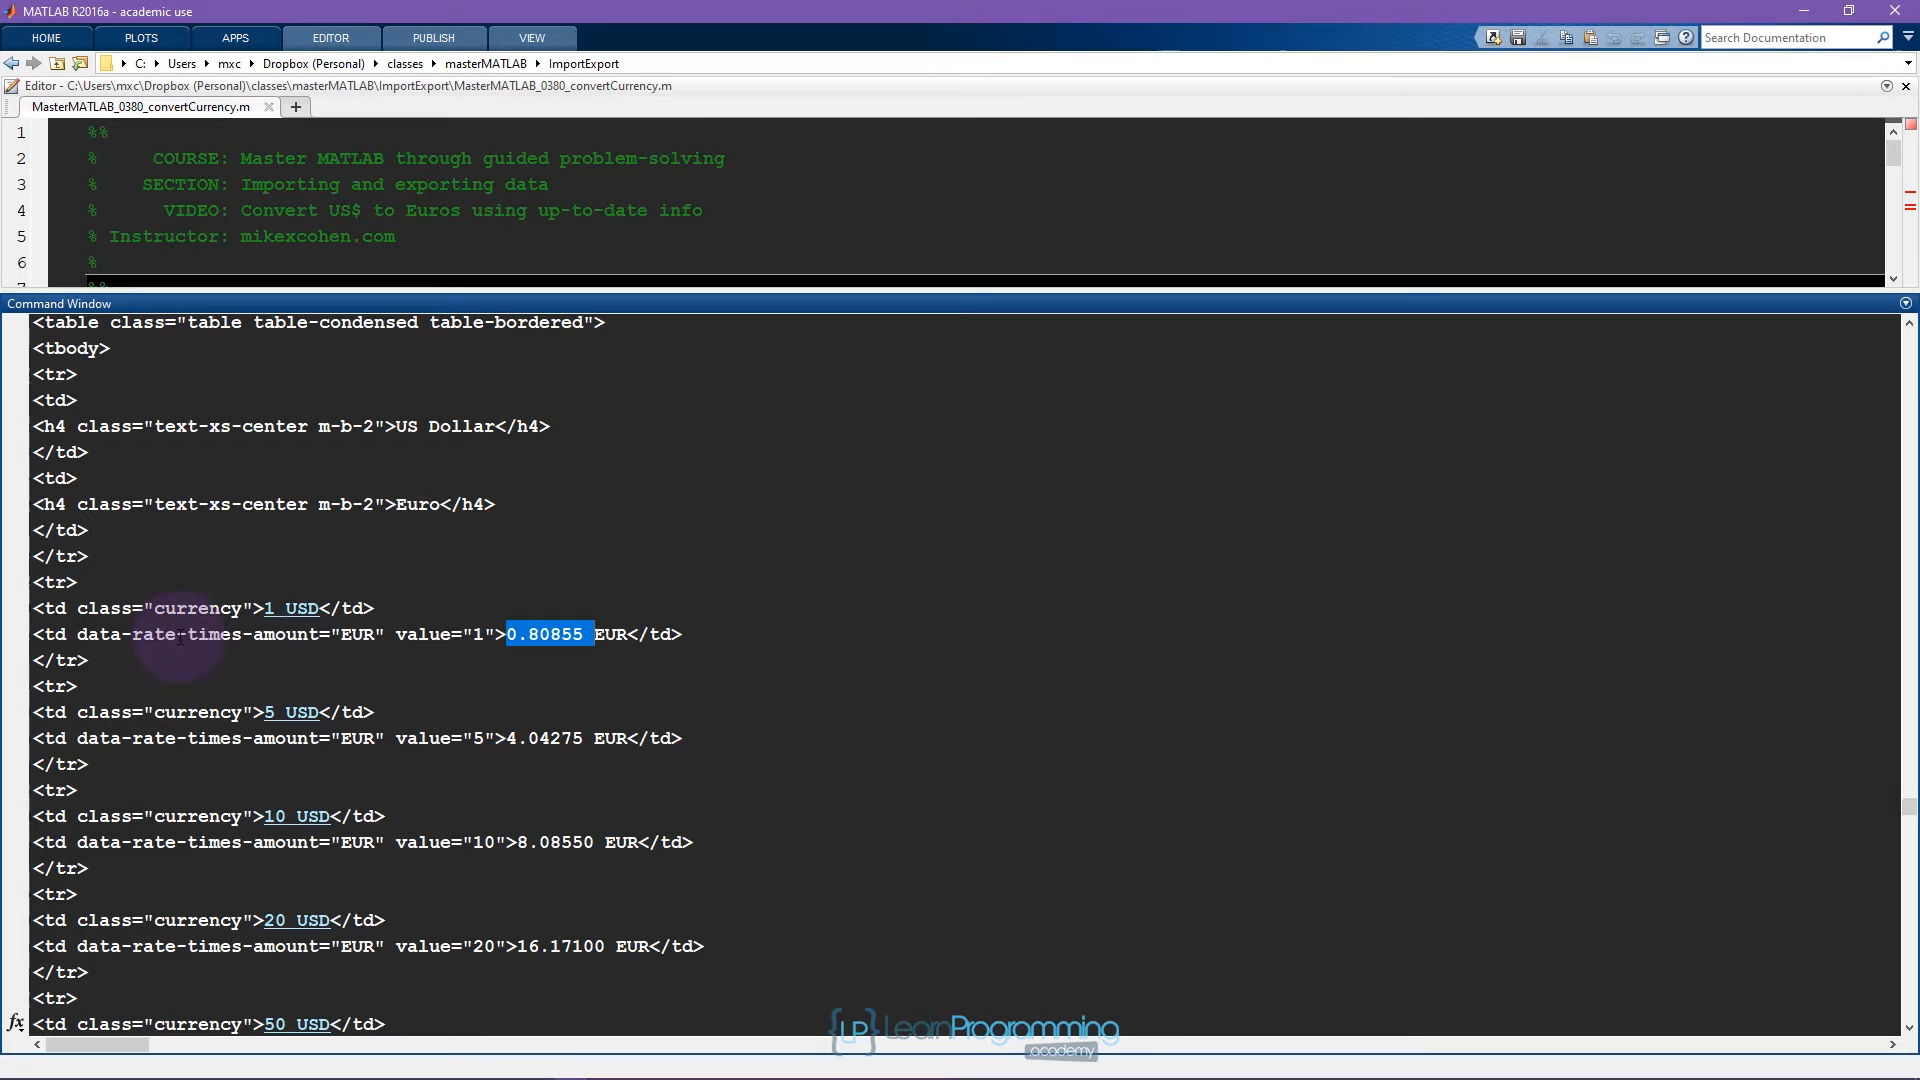 MATLAB R2016a - academic use
HOME PLOTS APPS EDITOR PUBLISH VIEW Search Documentation
C: Users mxc Dropbox (Personal) classes masterMATLAB ImportExport
Editor - C:\Users\mxc\Dropbox (Personal)\classes\masterMATLAB\ImportExport\MasterMATLAB_0380_convertCurrency.m
MasterMATLAB_0380_convertCurrency.m
1 %%
2 % COURSE: Master MATLAB through guided problem-solving
3 % SECTION: Importing and exporting data
4 % VIDEO: Convert US$ to Euros using up-to-date info
5 % Instructor: mikexcohen.com
6 %
7 %%
Command Window
<table class="table table-condensed table-bordered">
<tbody>
<tr>
<td>
<h4 class="text-xs-center m-b-2">US Dollar</h4>
</td>
<td>
<h4 class="text-xs-center m-b-2">Euro</h4>
</td>
</tr>
<tr>
<td class="currency">1 USD</td>
<td data-rate-times-amount="EUR" value="1">0.80855 EUR</td>
</tr>
<tr>
<td class="currency">5 USD</td>
<td data-rate-times-amount="EUR" value="5">4.04275 EUR</td>
</tr>
<tr>
<td class="currency">10 USD</td>
<td data-rate-times-amount="EUR" value="10">8.08550 EUR</td>
</tr>
<tr>
<td class="currency">20 USD</td>
<td data-rate-times-amount="EUR" value="20">16.17100 EUR</td>
</tr>
<tr>
fx <td class="currency">50 USD</td>
{LP} LearnProgramming
academy